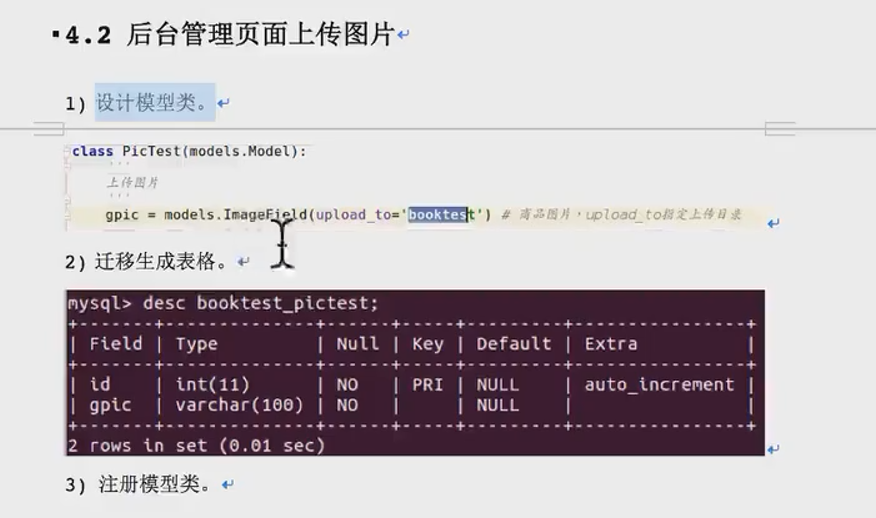 ▪4.2 后台管理页面上传图片↵
1) 设计模型类。↵
class PicTest(models.Model):
'''
上传图片
'''
gpic = models.ImageField(upload_to='booktest') # 商品图片，upload_to指定上传目录
2) 迁移生成表格。↵
mysql> desc booktest_pictest;
+-------+--------------+------+-----+---------+----------------+
| Field | Type | Null | Key | Default | Extra |
+-------+--------------+------+-----+---------+----------------+
| id | int(11) | NO | PRI | NULL | auto_increment |
| gpic | varchar(100) | NO | | NULL | |
+-------+--------------+------+-----+---------+----------------+
2 rows in set (0.01 sec)
3) 注册模型类。↵